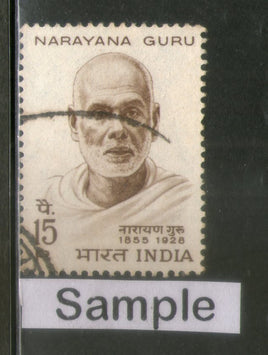 NARAYANA GURU
पै.
15
नारायण गुरु
1855 1928
भारत INDIA
Sample